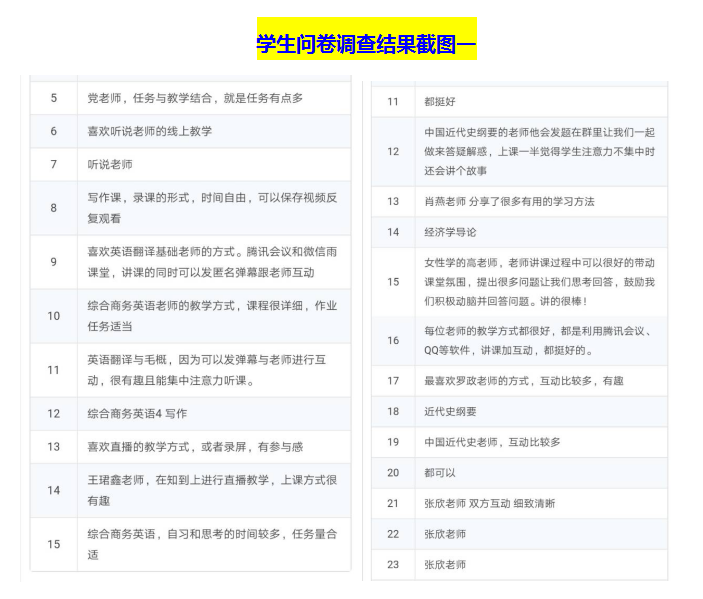 学生问卷调查结果截图一
5 党老师，任务与教学结合，就是任务有点多
6 喜欢听说老师的线上教学
7 听说老师
8 写作课，录课的形式，时间自由，可以保存视频反
复观看
9 喜欢英语翻译基础老师的方式。腾讯会议和微信雨
课堂，讲课的同时可以发匿名弹幕跟老师互动
10 综合商务英语老师的教学方式，课程很详细，作业
任务适当
11 英语翻译与毛概，因为可以发弹幕与老师进行互
动，很有趣且能集中注意力听课。
12 综合商务英语4 写作
13 喜欢直播的教学方式，或者录屏，有参与感
14 王珺鑫老师，在知到上进行直播教学，上课方式很
有趣
15 综合商务英语，自习和思考的时间较多，任务量合
适
11 都挺好
12 中国近代史纲要的老师他会发题在群里让我们一起
做来答疑解惑，上课一半觉得学生注意力不集中时
还会讲个故事
13 肖燕老师 分享了很多有用的学习方法
14 经济学导论
15 女性学的高老师，老师讲课过程中可以很好的带动
课堂氛围，提出很多问题让我们思考回答，鼓励我
们积极动脑并回答问题。讲的很棒！
16 每位老师的教学方式都很好，都是利用腾讯会议、
QQ等软件，讲课加互动，都挺好的。
17 最喜欢罗政老师的方式，互动比较多，有趣
18 近代史纲要
19 中国近代史老师，互动比较多
20 都可以
21 张欣老师 双方互动 细致清晰
22 张欣老师
23 张欣老师